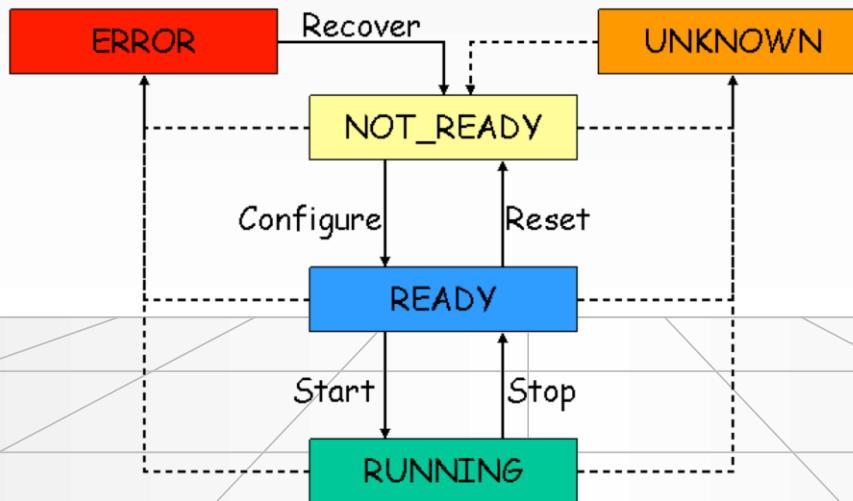 ERROR
Recover
UNKNOWN
NOT_READY
Configure
Reset
READY
Start
Stop
RUNNING